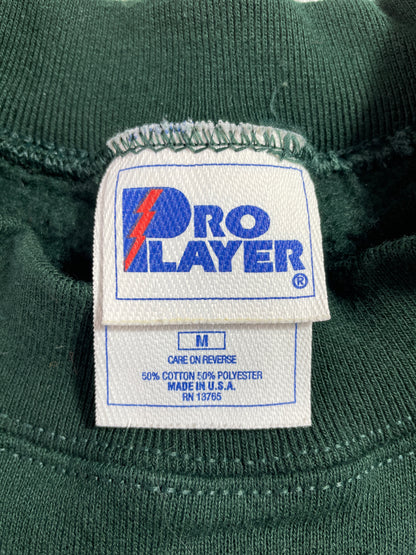 PRO
PLAYER®
M
CARE ON REVERSE
50% COTTON 50% POLYESTER
MADE IN U.S.A.
RN 13765